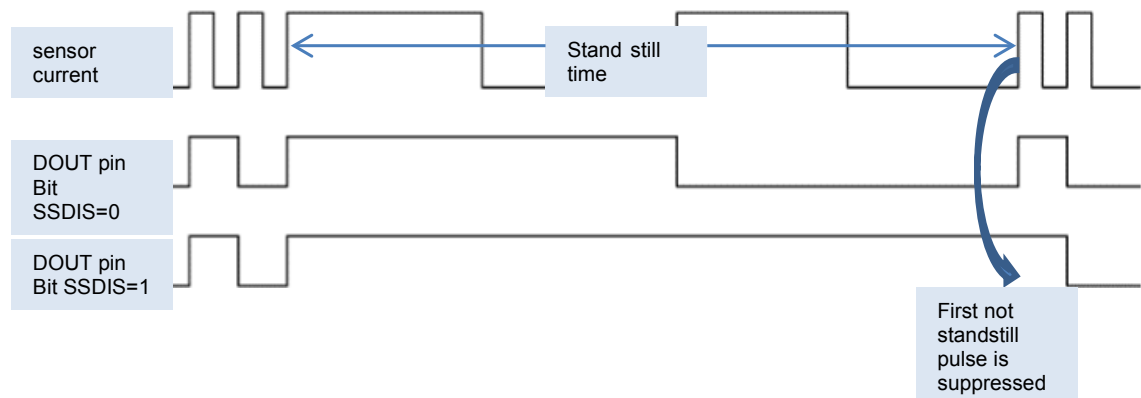 sensor
current
Stand still
time
DOUT pin
Bit
SSDIS=0
DOUT pin
Bit SSDIS=1
First not
standstill
pulse is
suppressed